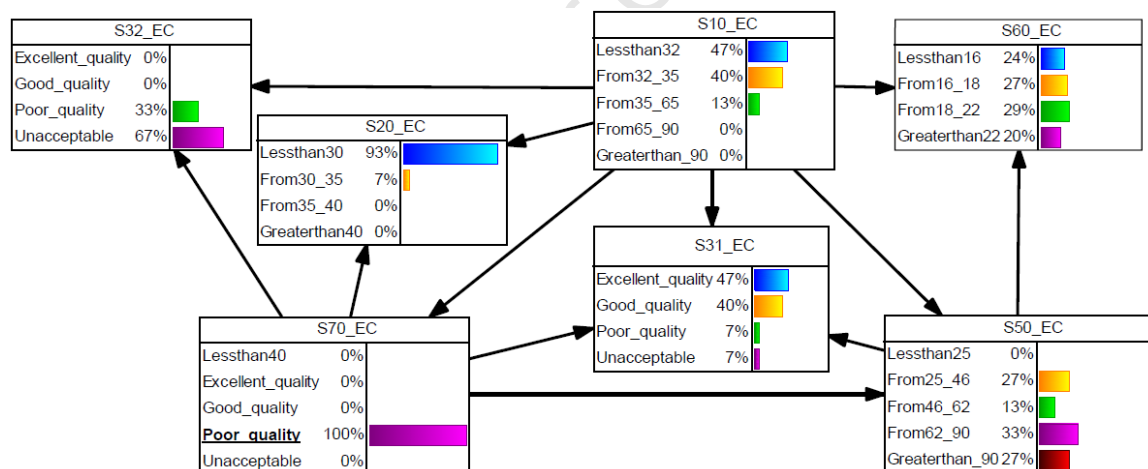 S32_EC
Excellent_quality 0%
Good_quality 0%
Poor_quality 33%
Unacceptable 67%
S10_EC
Lessthan32 47%
From32_35 40%
From35_65 13%
From65_90 0%
Greaterthan_90 0%
S60_EC
Lessthan16 24%
From16_18 27%
From18_22 29%
Greaterthan22 20%
S20_EC
Lessthan30 93%
From30_35 7%
From35_40 0%
Greaterthan40 0%
S31_EC
Excellent_quality 47%
Good_quality 40%
Poor_quality 7%
Unacceptable 7%
S70_EC
Lessthan40 0%
Excellent_quality 0%
Good_quality 0%
Poor_quality 100%
Unacceptable 0%
S50_EC
Lessthan25 0%
From25_46 27%
From46_62 13%
From62_90 33%
Greaterthan_90 27%